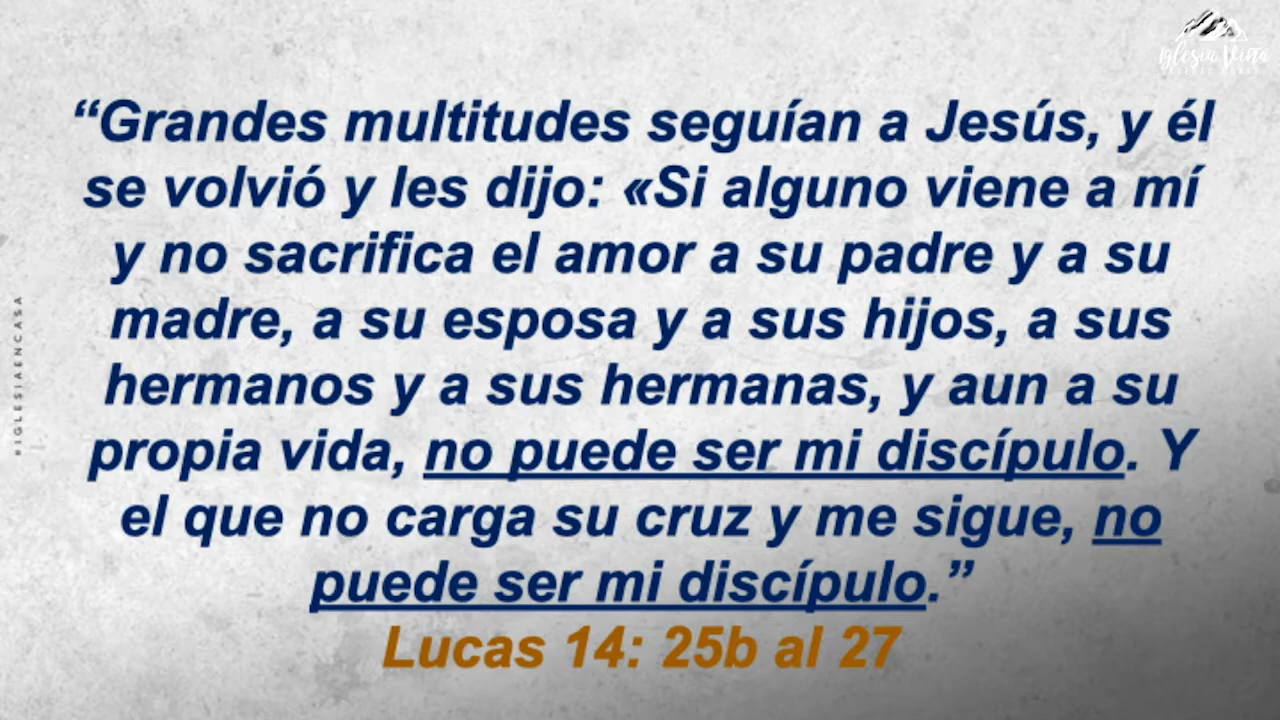 Iglesia Viña
“Grandes multitudes seguían a Jesús, y él
se volvió y les dijo: «Si alguno viene a mí
y no sacrifica el amor a su padre y a su
madre, a su esposa y a sus hijos, a sus
hermanos y a sus hermanas, y aun a su
propia vida, no puede ser mi discípulo. Y
el que no carga su cruz y me sigue, no
puede ser mi discípulo.”
Lucas 14: 25b al 27
#IGLESIAENCASA